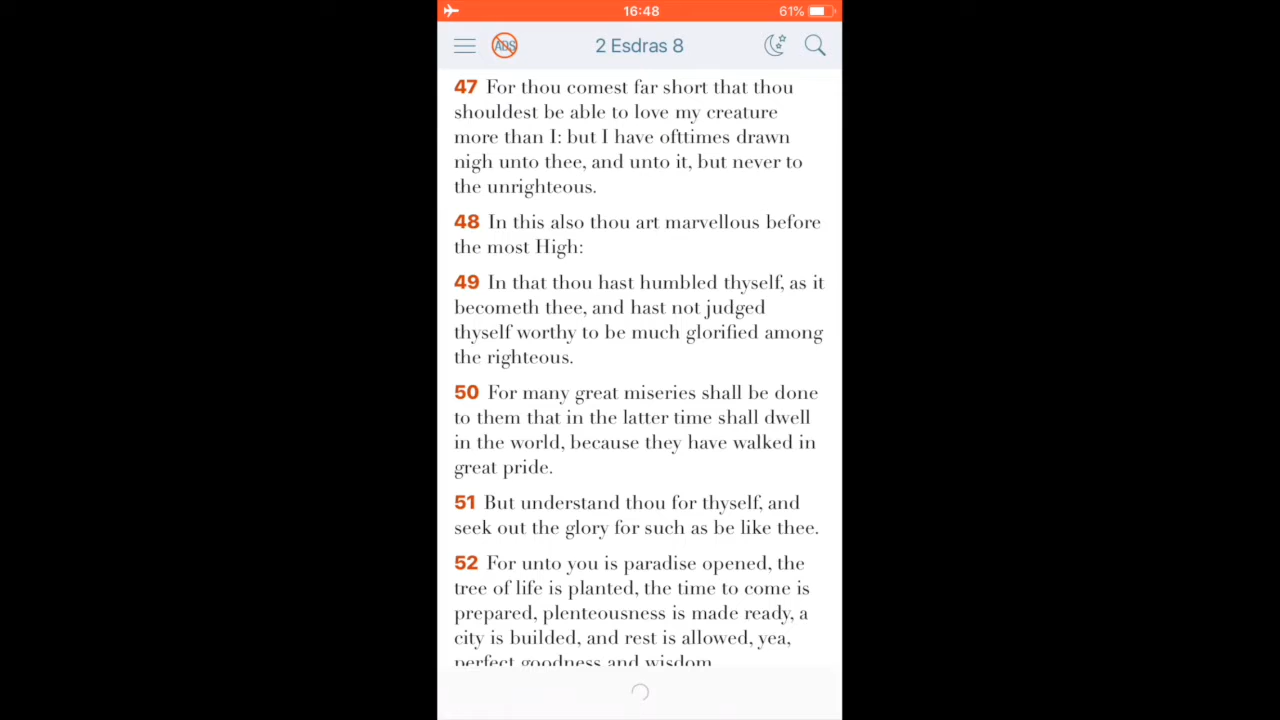 16:48
61%
ADS
2 Esdras 8
47 For thou comest far short that thou
shouldest be able to love my creature
more than I: but I have ofttimes drawn
nigh unto thee, and unto it, but never to
the unrighteous.
48 In this also thou art marvellous before
the most High:
49 In that thou hast humbled thyself, as it
becometh thee, and hast not judged
thyself worthy to be much glorified among
the righteous.
50 For many great miseries shall be done
to them that in the latter time shall dwell
in the world, because they have walked in
great pride.
51 But understand thou for thyself, and
seek out the glory for such as be like thee.
52 For unto you is paradise opened, the
tree of life is planted, the time to come is
prepared, plenteousness is made ready, a
city is builded, and rest is allowed, yea,
perfect goodness and wisdom.